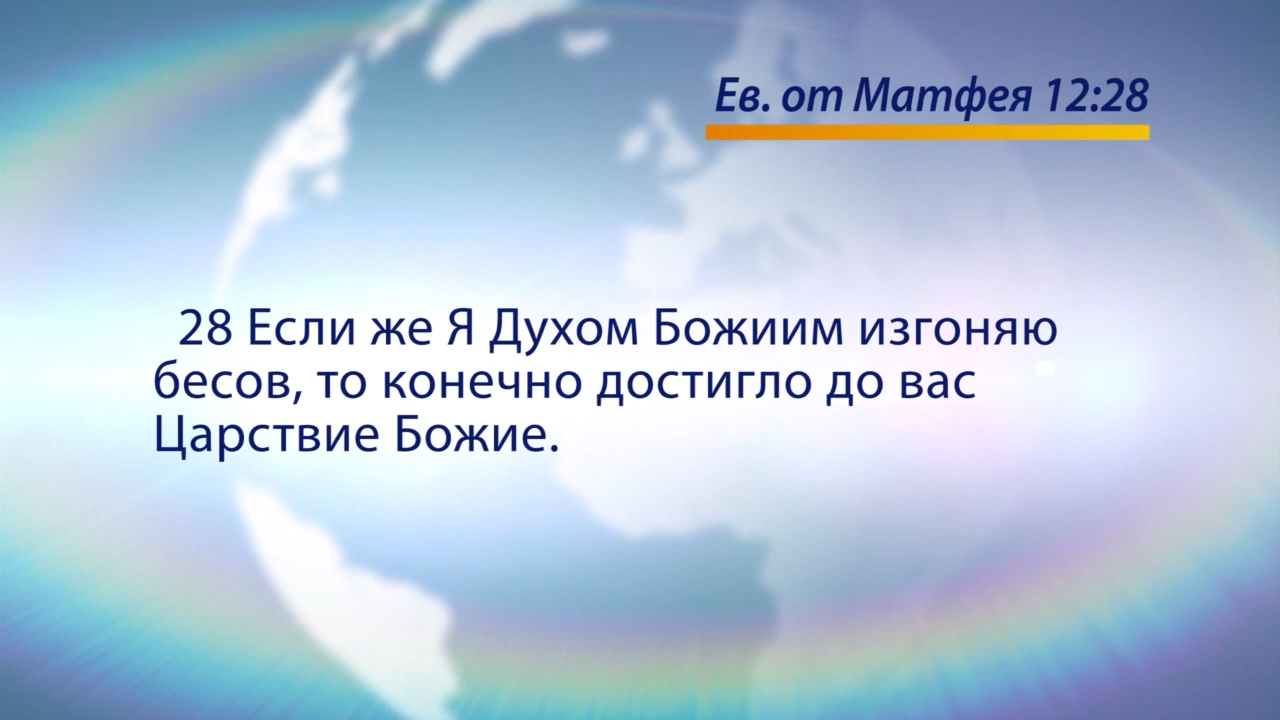 Ев. от Матфея 12:28
28 Если же Я Духом Божиим изгоняю
бесов, то конечно достигло до вас
Царствие Божие.